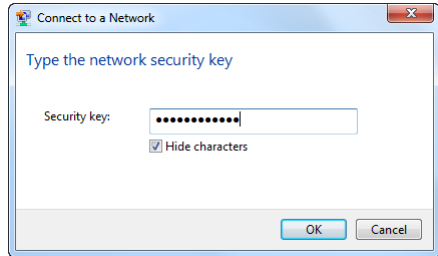 Connect to a Network
Type the network security key
Security key: ●●●●●●●●●●●●
Hide characters
OK Cancel